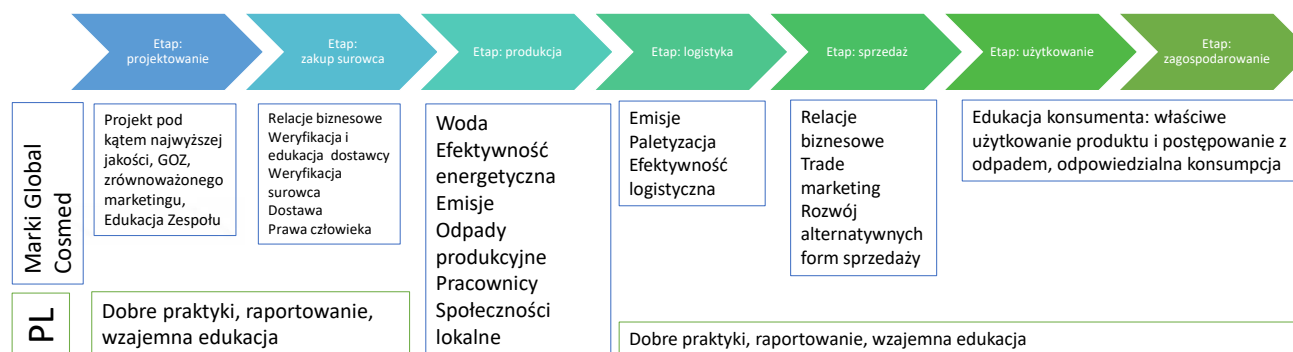 Etap:
projektowanie
Etap:
zakup surowca
Etap: produkcja
Etap: logistyka
Etap: sprzedaż
Etap: użytkowanie
Etap:
zagospodarowanie
Marki Global
Cosmed
Projekt pod
kątem najwyższej
jakości, GOZ,
zrównoważonego
marketingu,
Edukacja Zespołu
Relacje biznesowe
Weryfikacja i
edukacja dostawcy
Weryfikacja
surowca
Dostawa
Prawa człowieka
Woda
Efektywność
energetyczna
Emisje
Odpady
produkcyjne
Pracownicy
Społeczności
lokalne
Emisje
Paletyzacja
Efektywność
logistyczna
Relacje
biznesowe
Trade
marketing
Rozwój
alternatywnych
form sprzedaży
Edukacja konsumenta: właściwe
użytkowanie produktu i postępowanie z
odpadem, odpowiedzialna konsumpcja
PL
Dobre praktyki, raportowanie,
wzajemna edukacja
Dobre praktyki, raportowanie, wzajemna edukacja